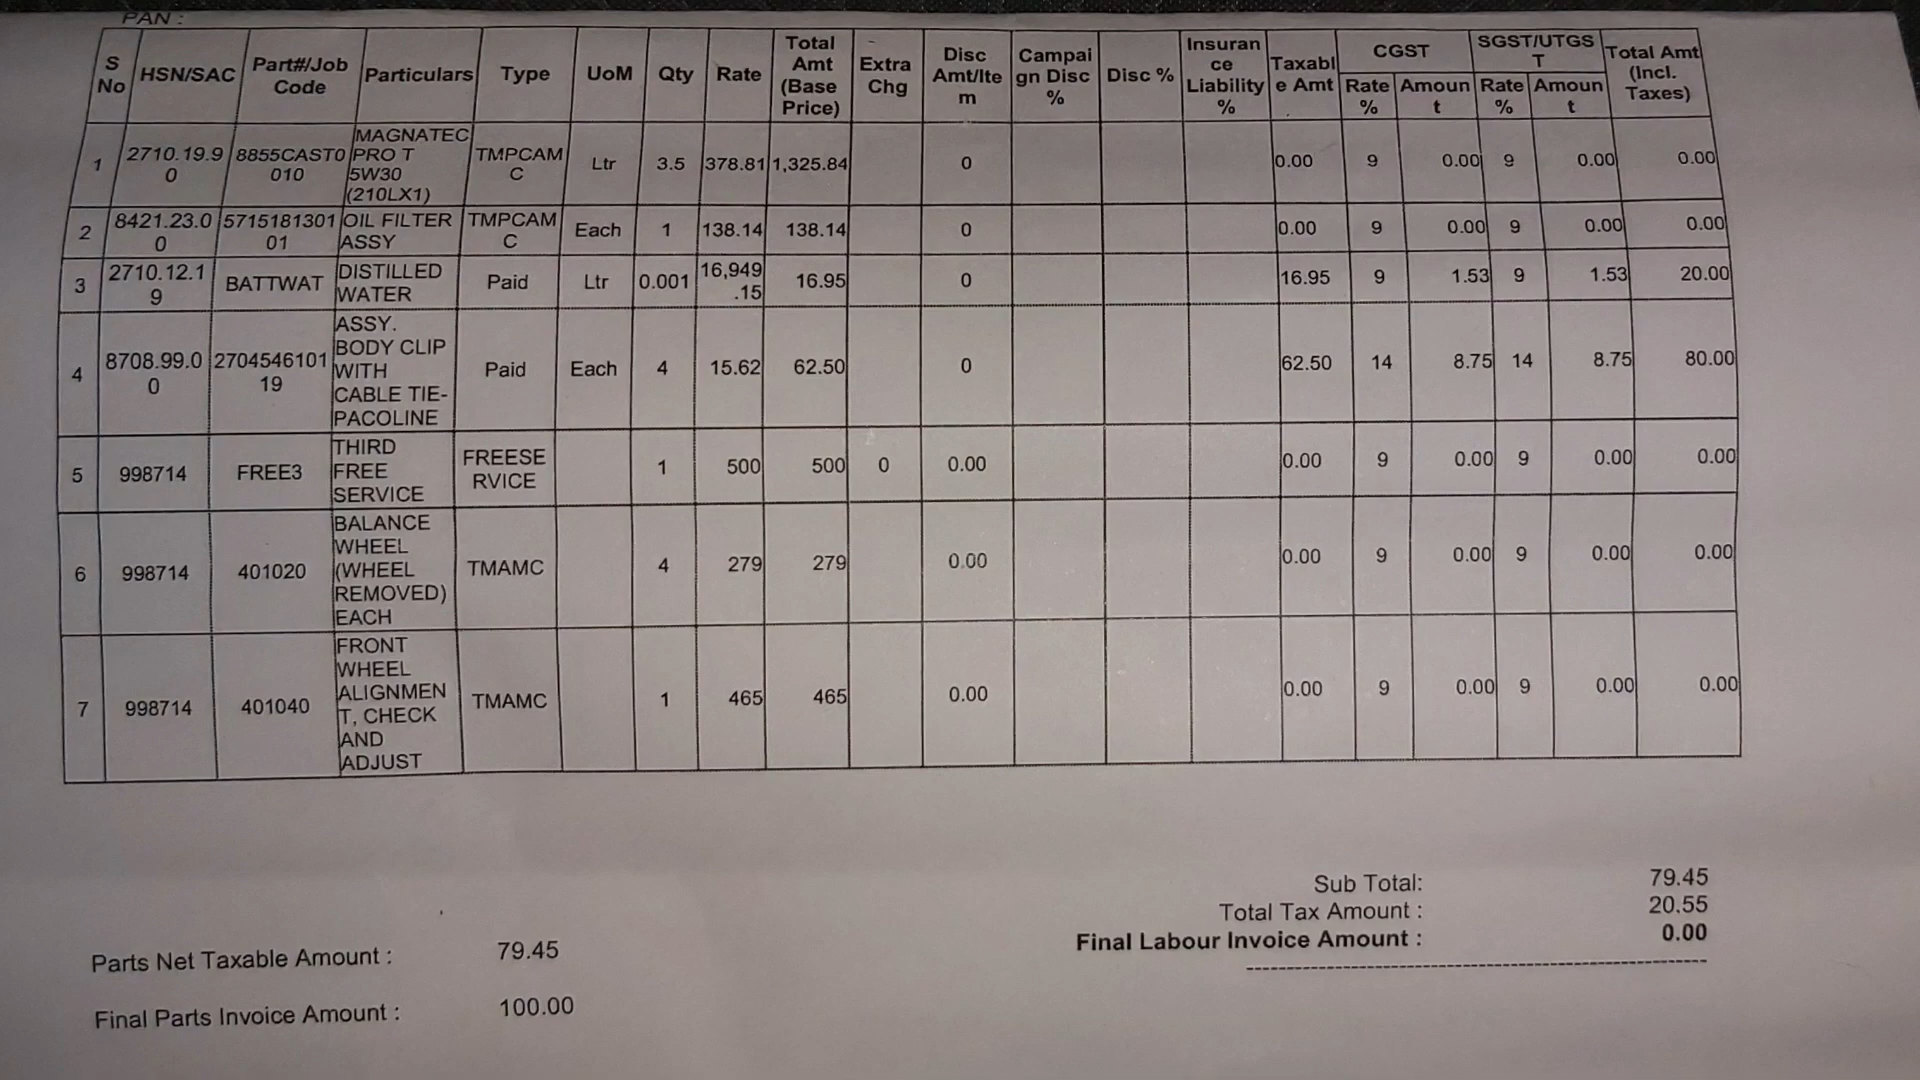 PAN :
S No | HSN/SAC | Part#/Job Code | Particulars | Type | UoM | Qty | Rate | Total Amt (Base Price) | Extra Chg | Disc Amt/Item | Campaign Disc % | Disc % | Insurance Liability % | Taxable Amt | CGST Rate % | CGST Amount | SGST/UTGST Rate % | SGST/UTGST Amount | Total Amt (Incl. Taxes)
1 | 2710.19.90 | 8855CAST0010 | MAGNATEC PRO T 5W30 (210LX1) | TMPCAMC | Ltr | 3.5 | 378.81 | 1,325.84 | | 0 | | | | 0.00 | 9 | 0.00 | 9 | 0.00 | 0.00
2 | 8421.23.00 | 571518130101 | OIL FILTER ASSY | TMPCAMC | Each | 1 | 138.14 | 138.14 | | 0 | | | | 0.00 | 9 | 0.00 | 9 | 0.00 | 0.00
3 | 2710.12.19 | BATTWAT | DISTILLED WATER | Paid | Ltr | 0.001 | 16,949.15 | 16.95 | | 0 | | | | 16.95 | 9 | 1.53 | 9 | 1.53 | 20.00
4 | 8708.99.00 | 270454610119 | ASSY. BODY CLIP WITH CABLE TIE-PACOLINE | Paid | Each | 4 | 15.62 | 62.50 | | 0 | | | | 62.50 | 14 | 8.75 | 14 | 8.75 | 80.00
5 | 998714 | FREE3 | THIRD FREE SERVICE | FREESERVICE | | 1 | 500 | 500 | 0 | 0.00 | | | | 0.00 | 9 | 0.00 | 9 | 0.00 | 0.00
6 | 998714 | 401020 | BALANCE WHEEL (WHEEL REMOVED) EACH | TMAMC | | 4 | 279 | 279 | | 0.00 | | | | 0.00 | 9 | 0.00 | 9 | 0.00 | 0.00
7 | 998714 | 401040 | FRONT WHEEL ALIGNMENT, CHECK AND ADJUST | TMAMC | | 1 | 465 | 465 | | 0.00 | | | | 0.00 | 9 | 0.00 | 9 | 0.00 | 0.00
Sub Total: 79.45
Total Tax Amount : 20.55
Final Labour Invoice Amount : 0.00
Parts Net Taxable Amount : 79.45
Final Parts Invoice Amount : 100.00